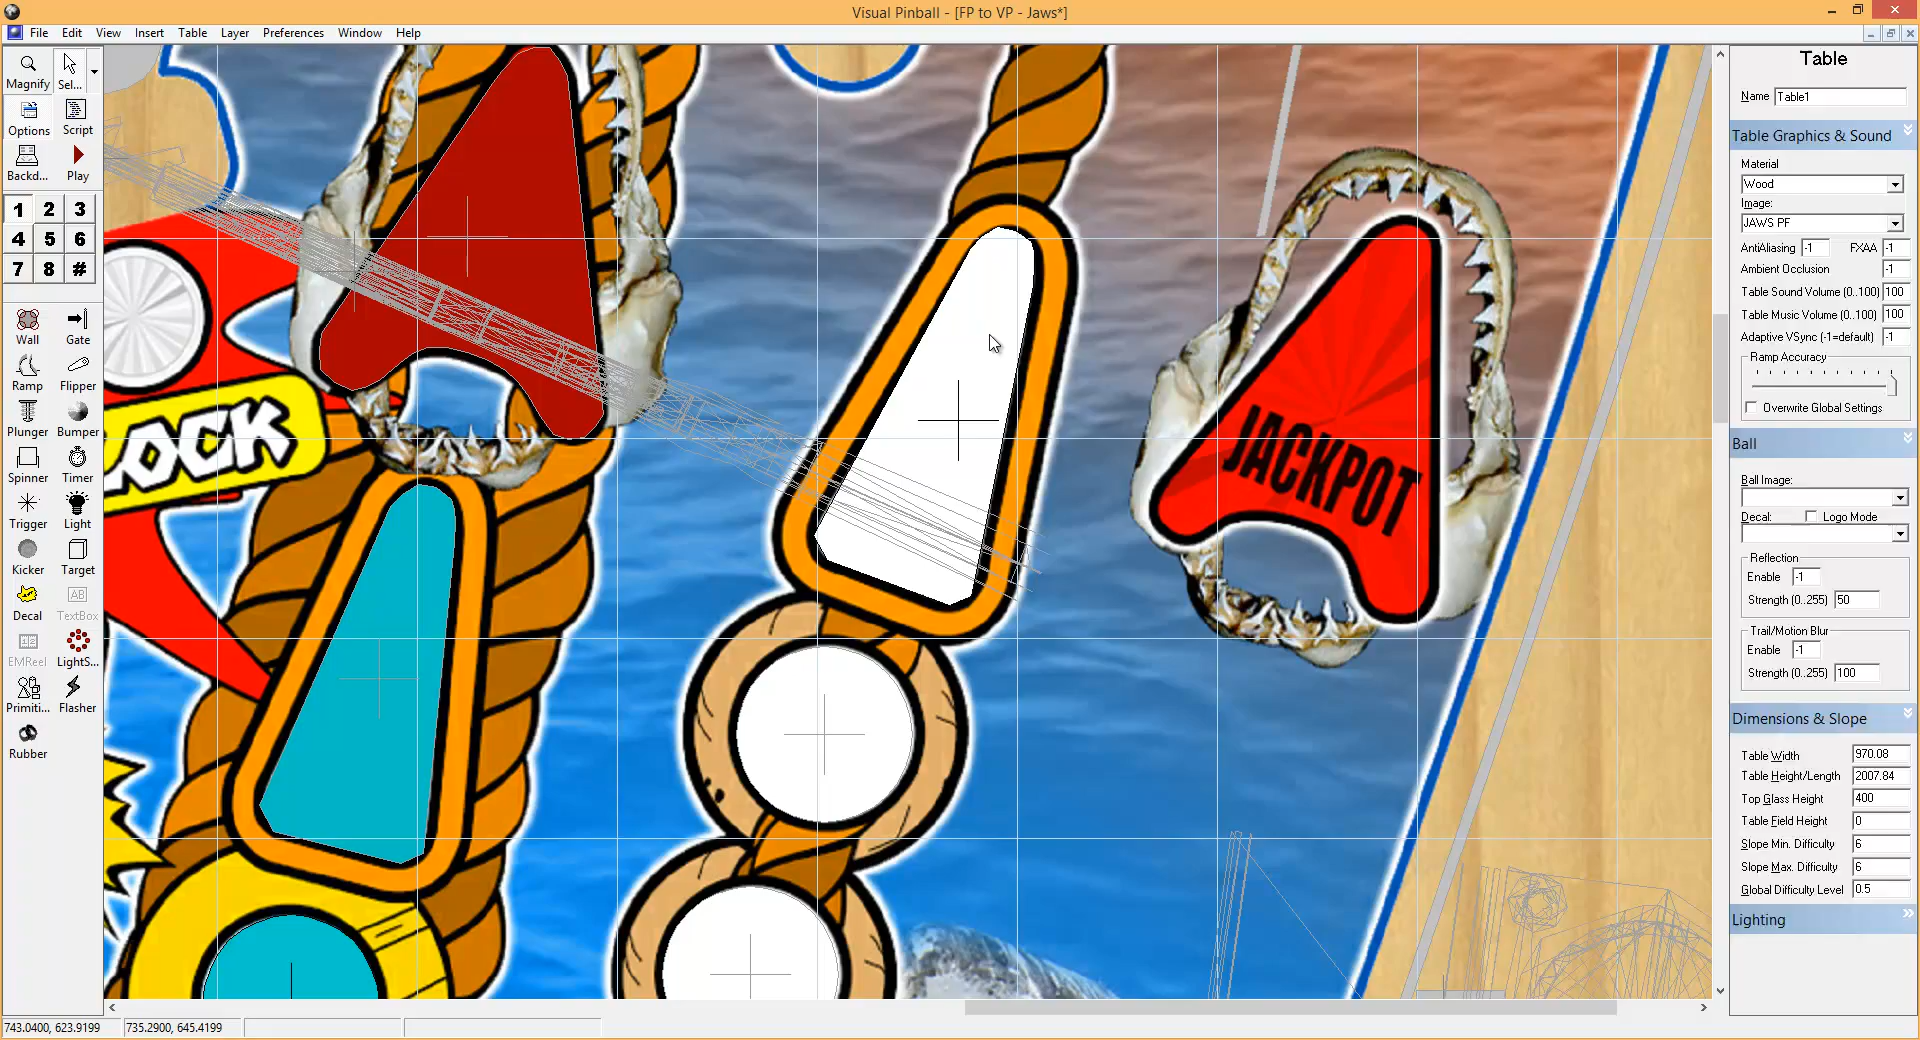 Visual Pinball - [FP to VP - Jaws*]
File Edit View Insert Table Layer Preferences Window Help
Magnify Sel...
Options Script
Backd... Play
1 2 3
4 5 6
7 8 #
Wall Gate
Ramp Flipper
Plunger Bumper
Spinner Timer
Trigger Light
Kicker Target
Decal TextBox
EMReel LightS...
Primiti... Flasher
Rubber
LOCK
JACKPOT
Table
Name Table1
Table Graphics & Sound
Material
Wood
Image:
JAWS PF
AntiAliasing -1 FXAA -1
Ambient Occlusion -1
Table Sound Volume (0..100) 100
Table Music Volume (0..100) 100
Adaptive VSync (-1=default) -1
Ramp Accuracy
Overwrite Global Settings
Ball
Ball Image:
Decal: Logo Mode
Reflection
Enable -1
Strength (0..255) 50
Trail/Motion Blur
Enable -1
Strength (0..255) 100
Dimensions & Slope
Table Width 970.08
Table Height/Length 2007.84
Top Glass Height 400
Table Field Height 0
Slope Min. Difficulty 6
Slope Max. Difficulty 6
Global Difficulty Level 0.5
Lighting
743.0400, 623.9199 735.2900, 645.4199